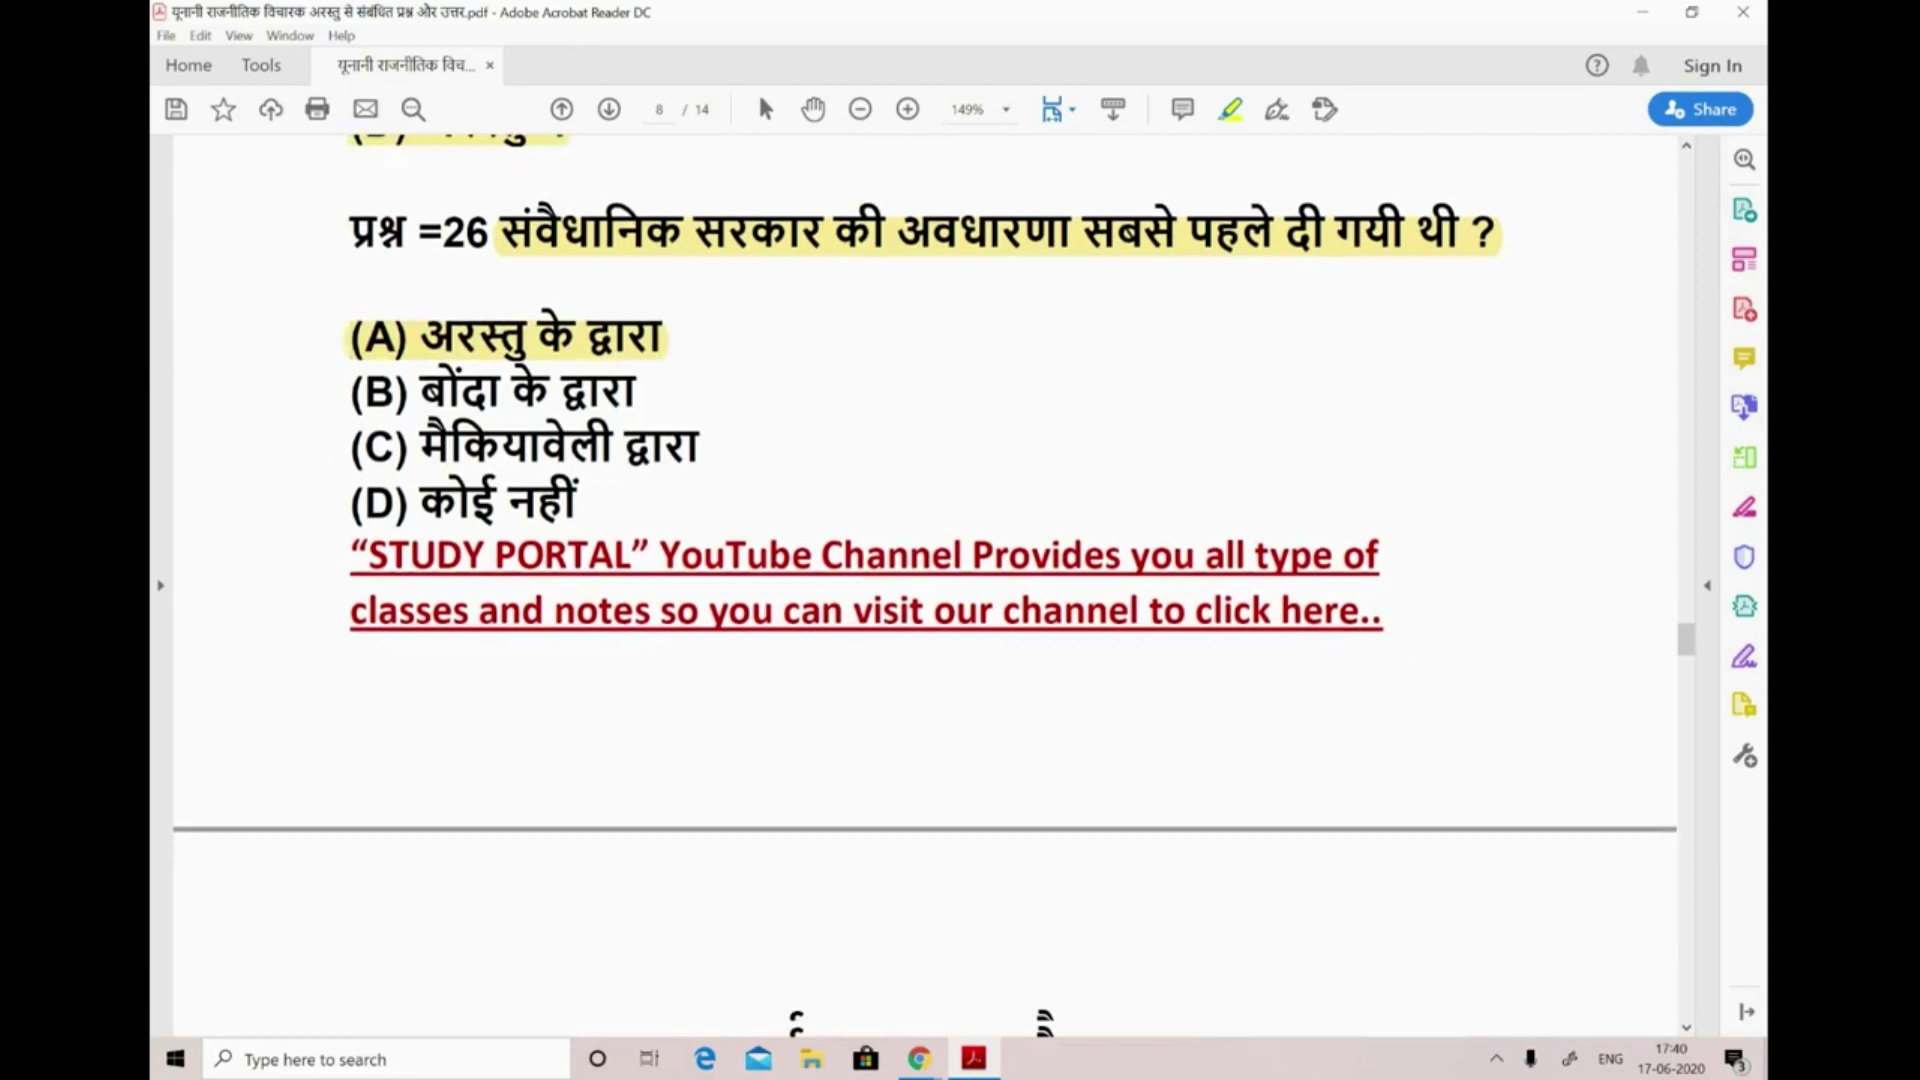 यूनानी राजनीतिक विचारक अरस्तु से संबंधित प्रश्न और उत्तर.pdf - Adobe Acrobat Reader DC
File Edit View Window Help
Home Tools यूनानी राजनीतिक विच... ×
Sign In
8 / 14 149% Share
प्रश्न =26 संवैधानिक सरकार की अवधारणा सबसे पहले दी गयी थी ?
(A) अरस्तु के द्वारा
(B) बोंदा के द्वारा
(C) मैकियावेली द्वारा
(D) कोई नहीं
“STUDY PORTAL” YouTube Channel Provides you all type of
classes and notes so you can visit our channel to click here..
Type here to search
ENG
17:40
17-06-2020
3